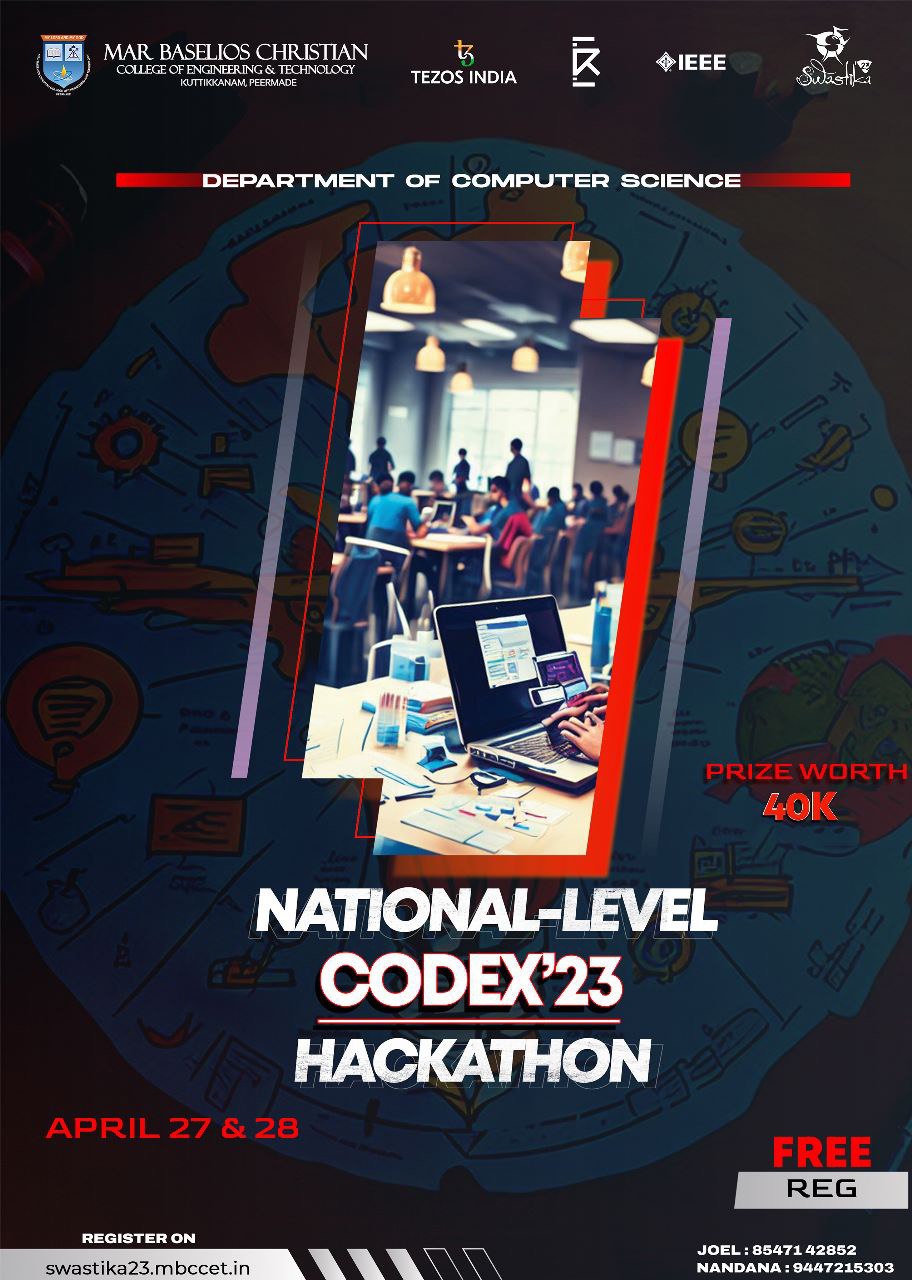 MAR BASELIOS CHRISTIAN
COLLEGE OF ENGINEERING & TECHNOLOGY
KUTTIKKANAM, PEERMADE
TEZOS INDIA
IEEE
Swastika
23
DEPARTMENT OF COMPUTER SCIENCE
PRIZE WORTH
40K
NATIONAL-LEVEL
CODEX'23
HACKATHON
APRIL 27 & 28
FREE
REG
REGISTER ON
swastika23.mbccet.in
JOEL : 85471 42852
NANDANA : 9447215303